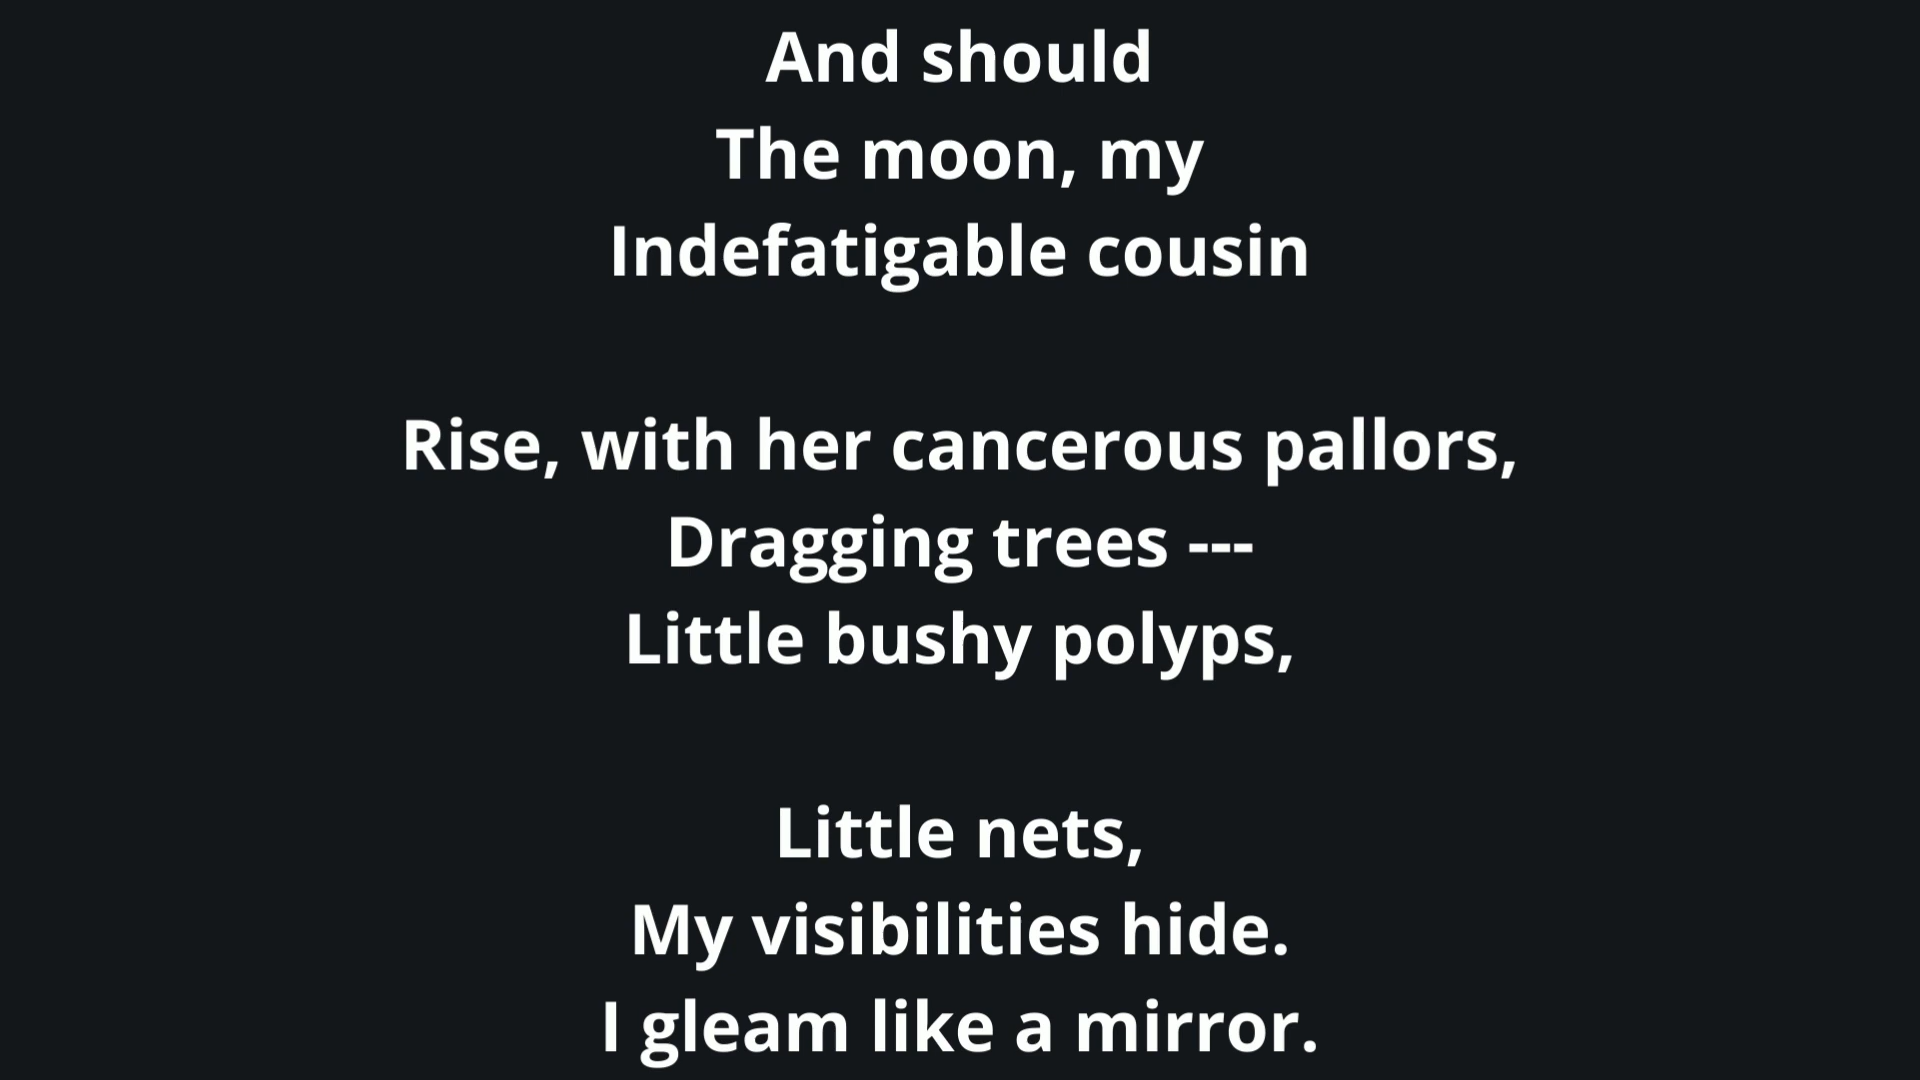 And should
The moon, my
Indefatigable cousin
Rise, with her cancerous pallors,
Dragging trees ---
Little bushy polyps,
Little nets,
My visibilities hide.
I gleam like a mirror.